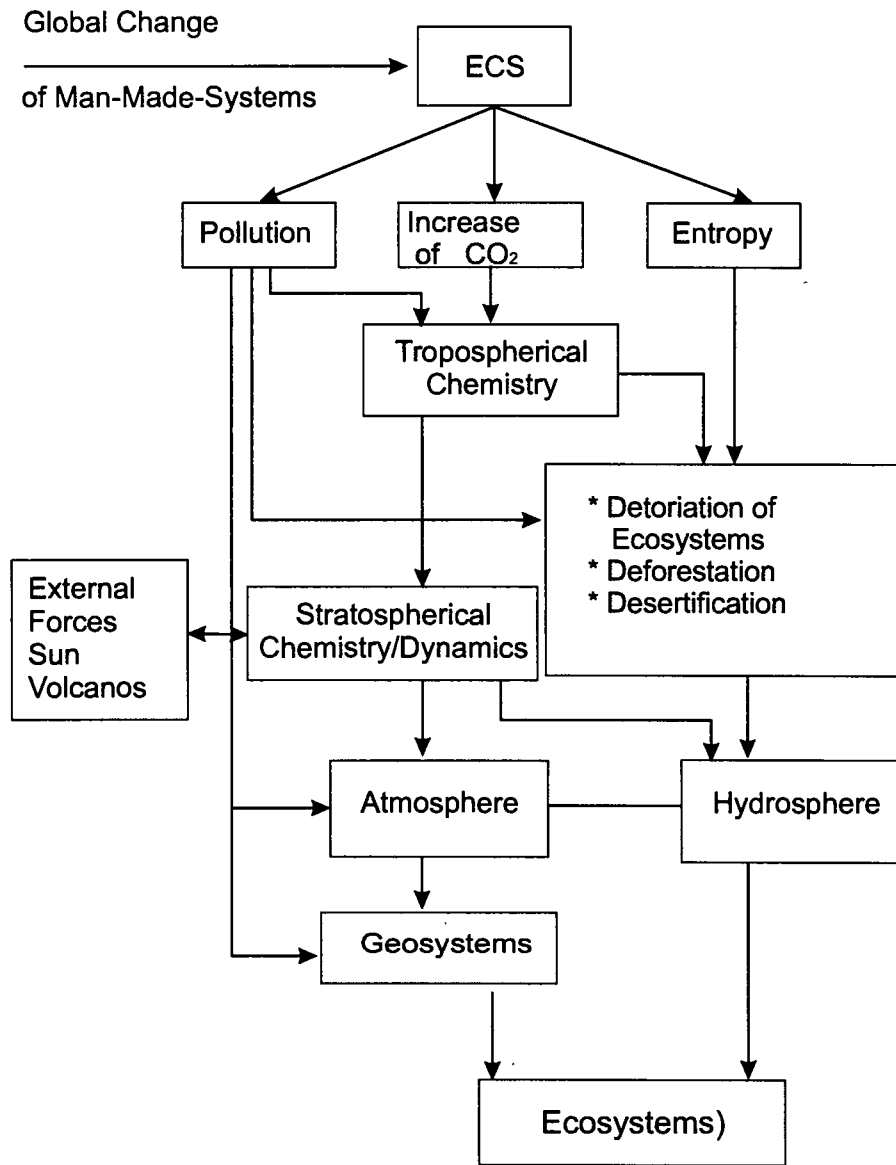 Global Change
of Man-Made-Systems
ECS
Pollution
Increase
of CO₂
Entropy
Tropospherical
Chemistry
* Detoriation of
Ecosystems
* Deforestation
* Desertification
External
Forces
Sun
Volcanos
Stratospherical
Chemistry/Dynamics
Atmosphere
Hydrosphere
Geosystems
Ecosystems)